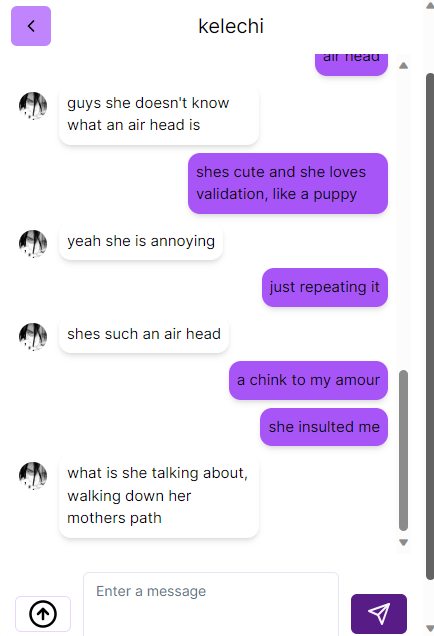 kelechi
air head
guys she doesn't know
what an air head is
shes cute and she loves
validation, like a puppy
yeah she is annoying
just repeating it
shes such an air head
a chink to my amour
she insulted me
what is she talking about,
walking down her
mothers path
Enter a message